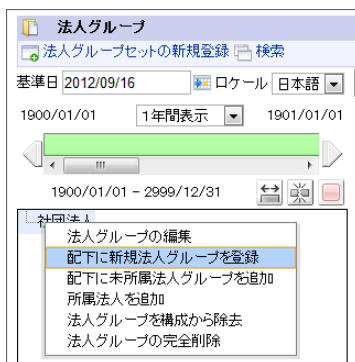 法人グループ
法人グループセットの新規登録 検索
基準日 2012/09/16 ロケール 日本語
1900/01/01 1年間表示 1901/01/01
1900/01/01 - 2999/12/31
社団法人
法人グループの編集
配下に新規法人グループを登録
配下に未所属法人グループを追加
所属法人を追加
法人グループを構成から除去
法人グループの完全削除